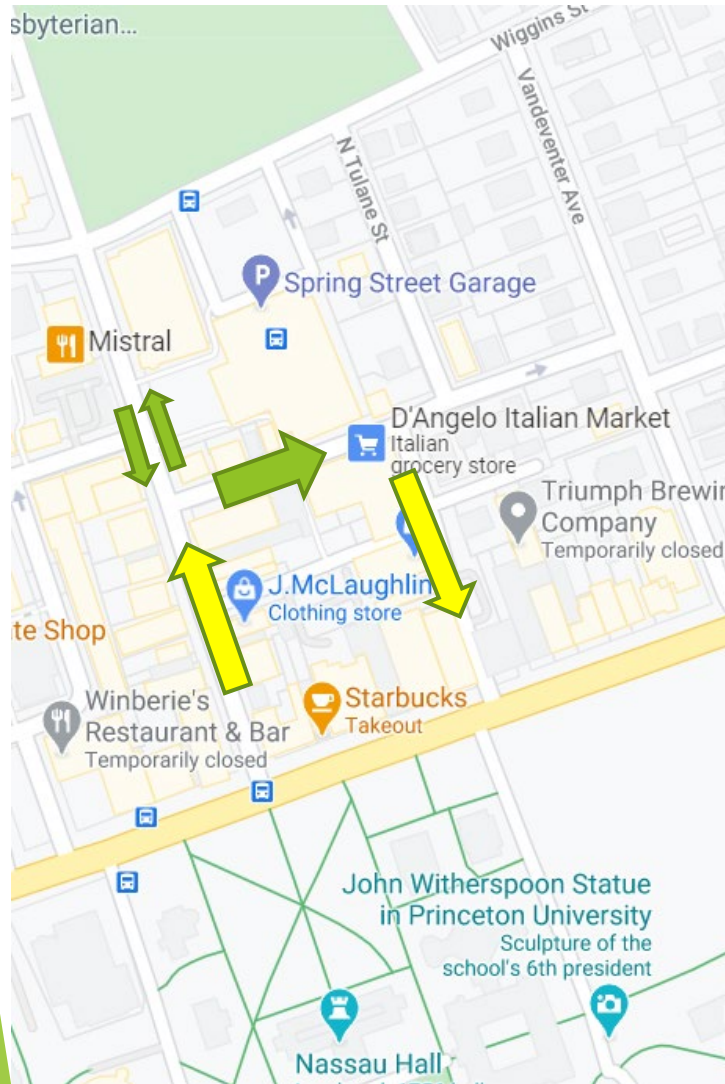 sbyterian...
Wiggins St
Vandeventer Ave
N Tulane St
P
Spring Street Garage
Mistral
D'Angelo Italian Market
Italian
grocery store
Triumph Brewin
Company
Temporarily closed
J.McLaughlin
Clothing store
te Shop
Winberie's
Restaurant & Bar
Temporarily closed
Starbucks
Takeout
John Witherspoon Statue
in Princeton University
Sculpture of the
school's 6th president
Nassau Hall